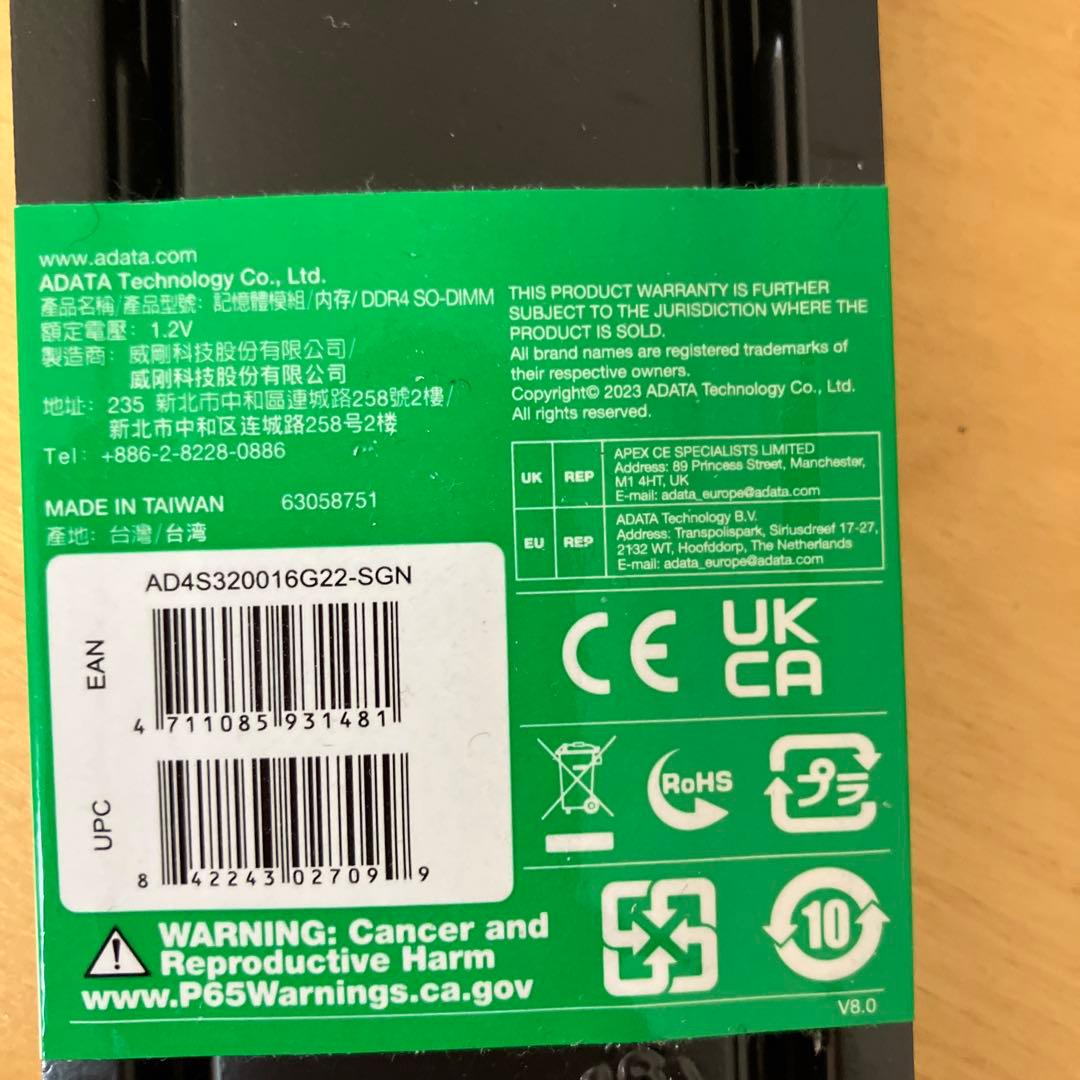 www.adata.com
ADATA Technology Co., Ltd.
產品名稱/產品型號: 記憶體模組/内存/ DDR4 SO-DIMM
額定電壓: 1.2V
製造商: 威剛科技股份有限公司/
威刚科技股份有限公司
地址: 235 新北市中和區連城路258號2樓/
新北市中和区连城路258号2楼
Tel: +886-2-8228-0886
MADE IN TAIWAN 63058751
產地: 台灣/台湾
AD4S320016G22-SGN
EAN
4 711085 931481
UPC
8 42243 02709 9
WARNING: Cancer and
Reproductive Harm
www.P65Warnings.ca.gov
THIS PRODUCT WARRANTY IS FURTHER
SUBJECT TO THE JURISDICTION WHERE THE
PRODUCT IS SOLD.
All brand names are registered trademarks of
their respective owners.
Copyright© 2023 ADATA Technology Co., Ltd.
All rights reserved.
UK REP
APEX CE SPECIALISTS LIMITED
Address: 89 Princess Street, Manchester,
M1 4HT, UK
E-mail: adata_europe@adata.com
EU REP
ADATA Technology B.V.
Address: Transpolispark, Siriusdreef 17-27,
2132 WT, Hoofddorp, The Netherlands
E-mail: adata_europe@adata.com
CE
UK
CA
RoHS
プラ
10
V8.0